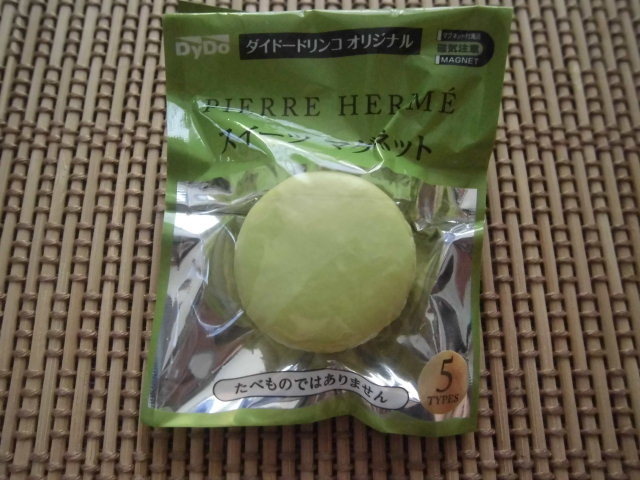 DyDo
ダイドードリンコ オリジナル
マグネット付商品
磁気注意
MAGNET
PIERRE HERMÉ
スイーツ マグネット
たべものではありません
5
TYPES